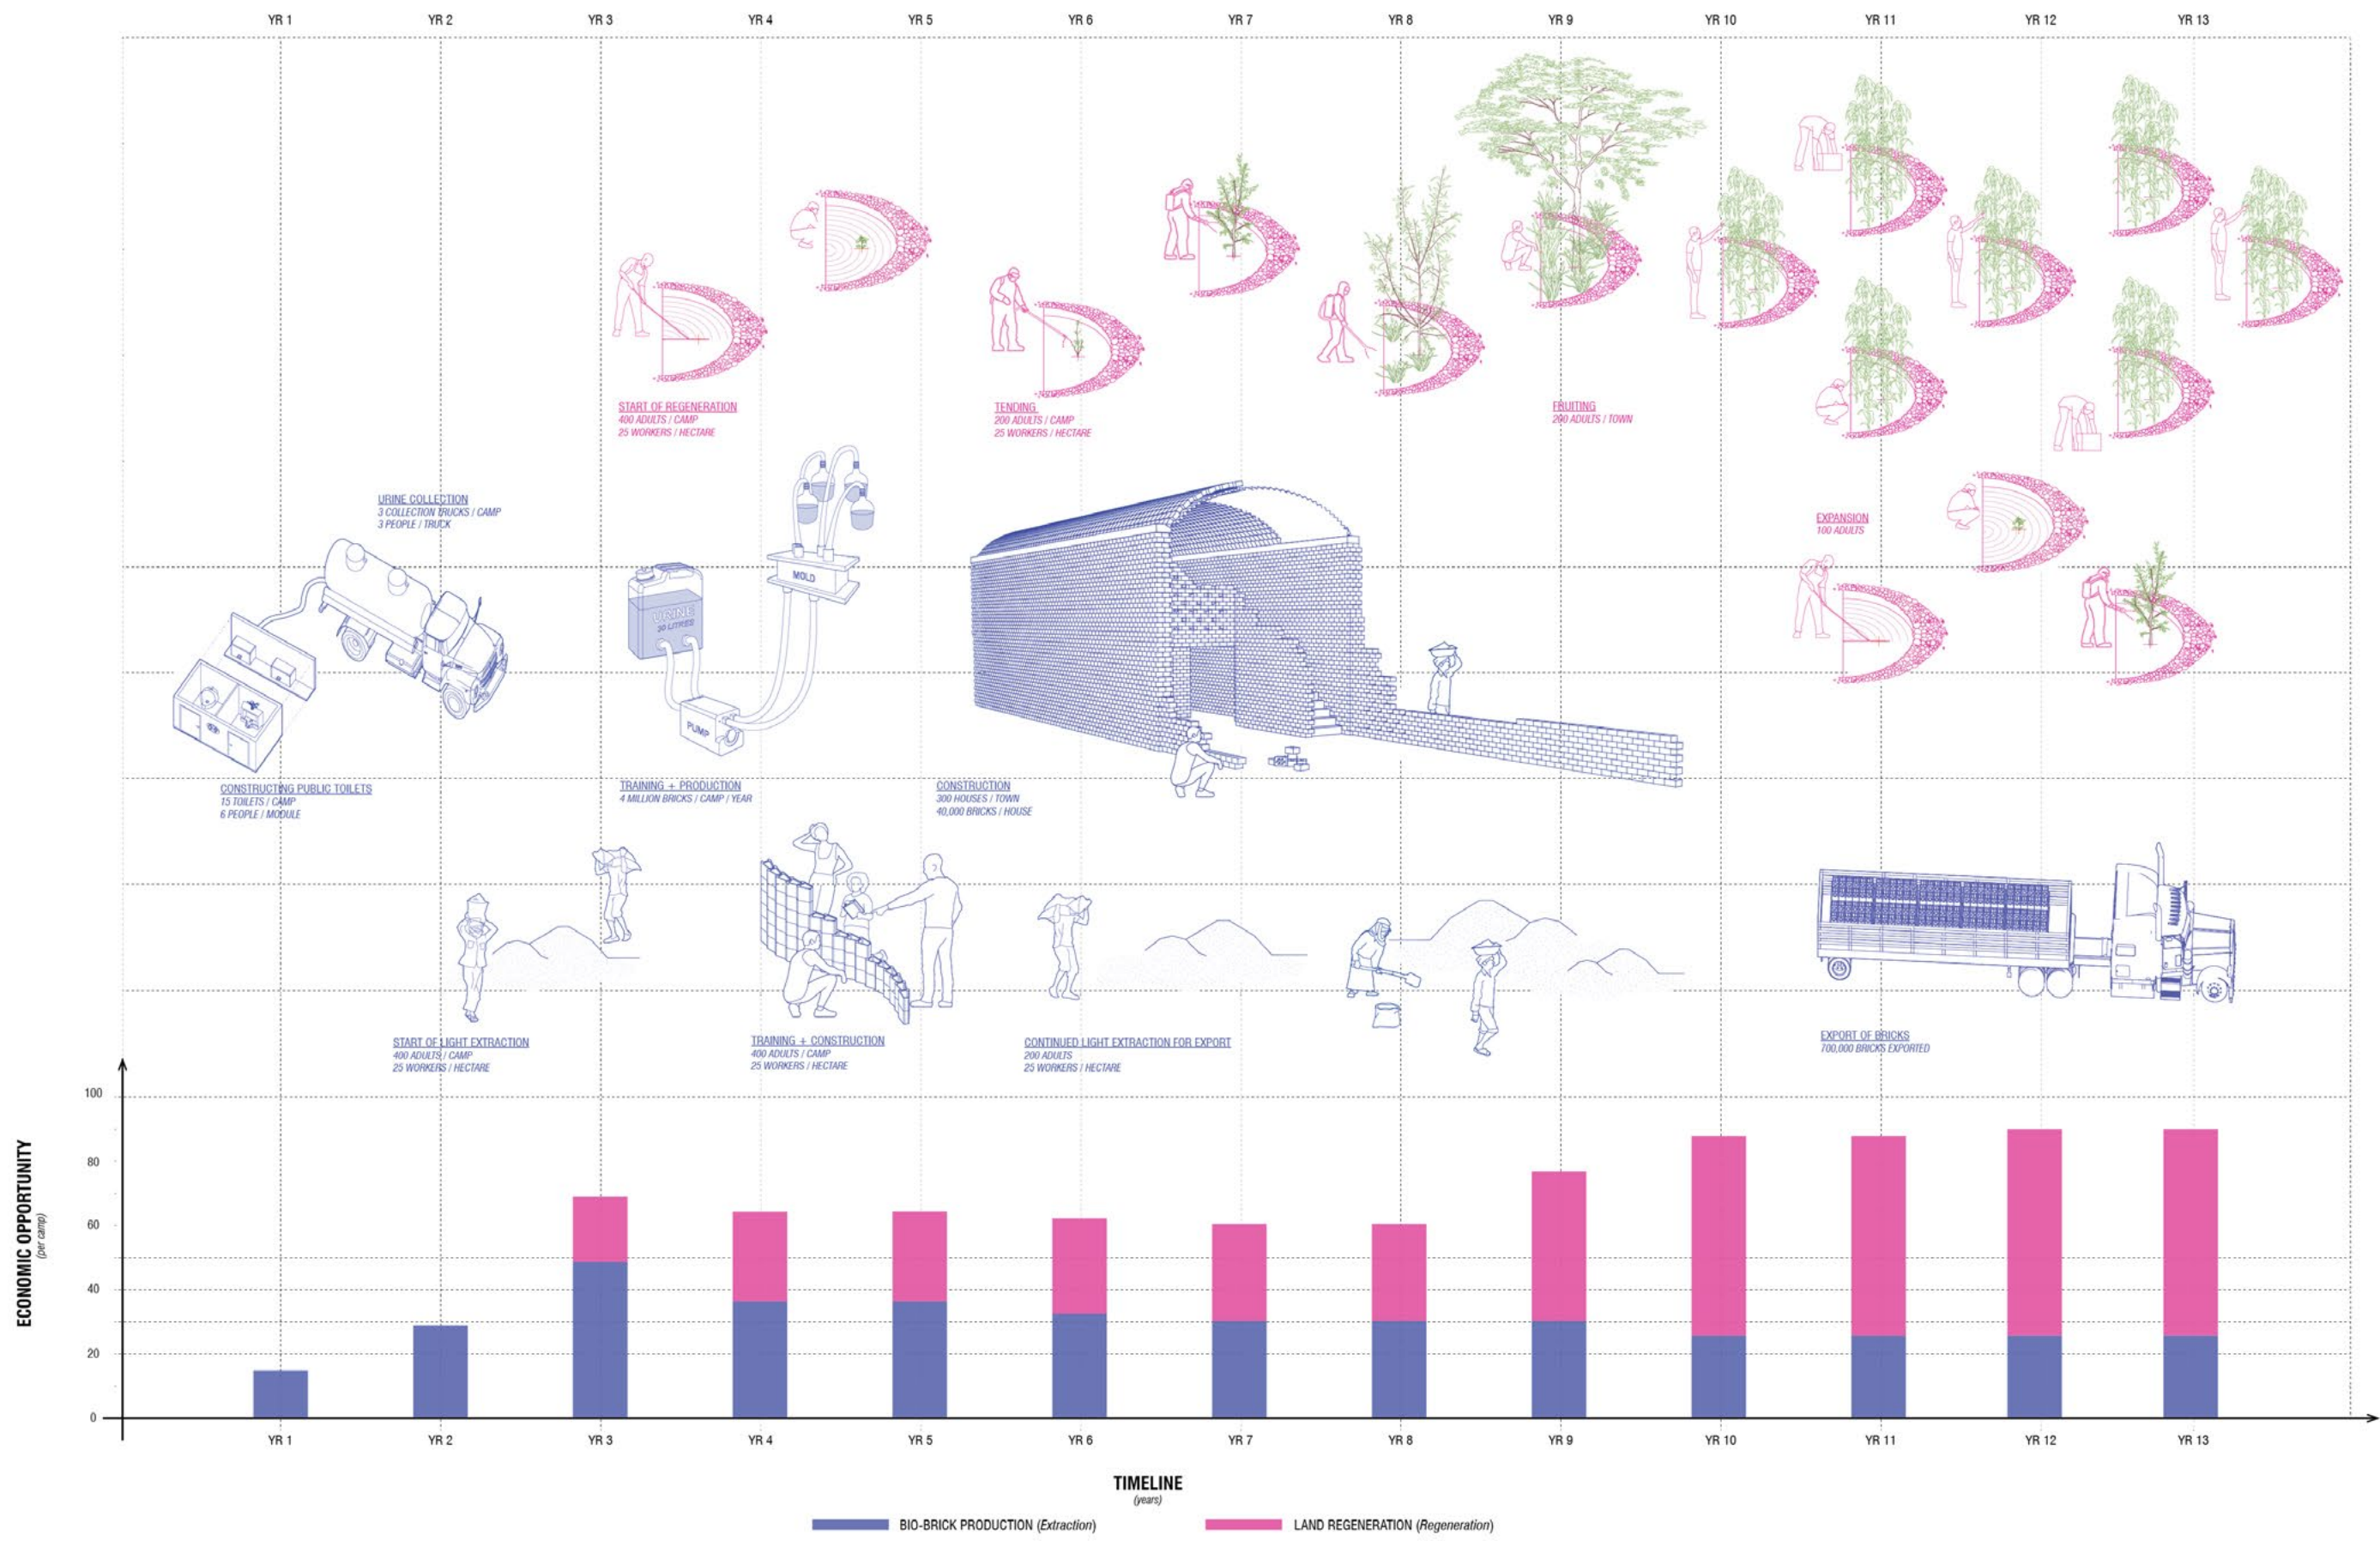 YR 1 YR 2 YR 3 YR 4 YR 5 YR 6 YR 7 YR 8 YR 9 YR 10 YR 11 YR 12 YR 13
START OF REGENERATION
400 ADULTS / CAMP
25 WORKERS / HECTARE
TENDING
200 ADULTS / CAMP
25 WORKERS / HECTARE
FRUITING
200 ADULTS / TOWN
URINE COLLECTION
3 COLLECTION TRUCKS / CAMP
3 PEOPLE / TRUCK
EXPANSION
100 ADULTS
MOLD
URINE
30 LITRES
PUMP
CONSTRUCTING PUBLIC TOILETS
15 TOILETS / CAMP
6 PEOPLE / MODULE
TRAINING + PRODUCTION
4 MILLION BRICKS / CAMP / YEAR
CONSTRUCTION
300 HOUSES / TOWN
40,000 BRICKS / HOUSE
START OF LIGHT EXTRACTION
400 ADULTS / CAMP
25 WORKERS / HECTARE
TRAINING + CONSTRUCTION
400 ADULTS / CAMP
25 WORKERS / HECTARE
CONTINUED LIGHT EXTRACTION FOR EXPORT
200 ADULTS
25 WORKERS / HECTARE
EXPORT OF BRICKS
700,000 BRICKS EXPORTED
ECONOMIC OPPORTUNITY
(per camp)
100
80
60
40
20
0
YR 1 YR 2 YR 3 YR 4 YR 5 YR 6 YR 7 YR 8 YR 9 YR 10 YR 11 YR 12 YR 13
TIMELINE
(years)
BIO-BRICK PRODUCTION (Extraction) LAND REGENERATION (Regeneration)